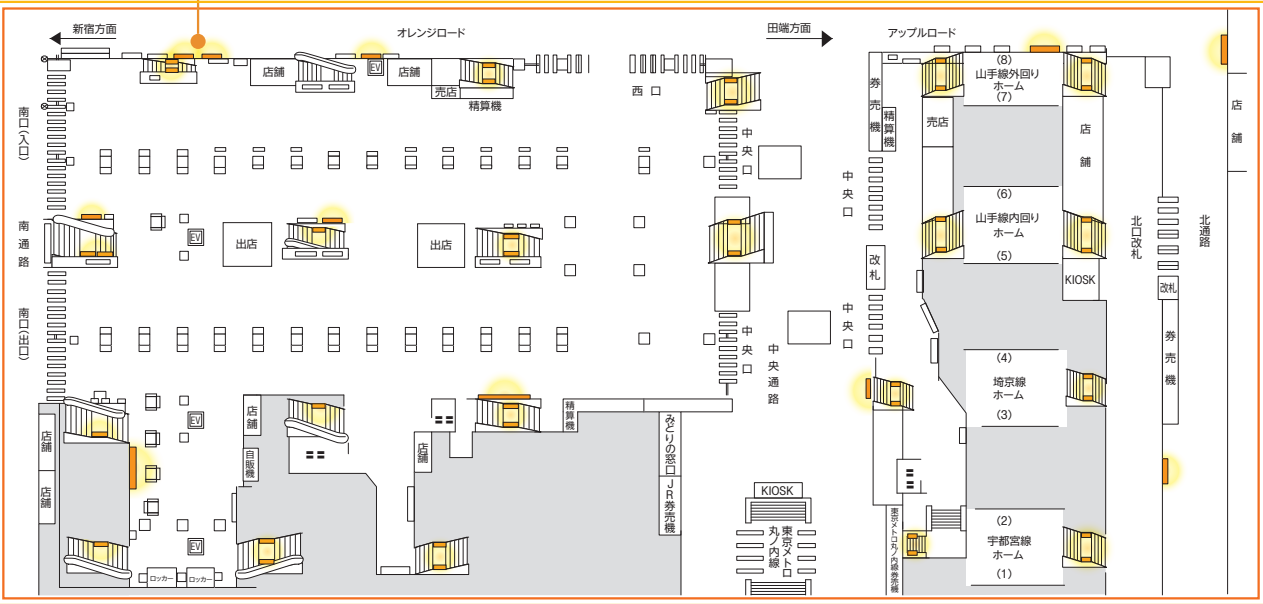 新宿方面
オレンジロード
田端方面
アップルロード
店舗
EV
店舗
売店
精算機
西口
券売機
精算機
(8)
山手線外回り
ホーム
(7)
売店
店舗
店舗
南口(入口)
中央口
中央口
(6)
山手線内回り
ホーム
(5)
南通路
EV
出店
出店
改札
KIOSK
北口改札
北通路
改札
南口(出口)
中央口
中央通路
中央口
(4)
埼京線
ホーム
(3)
券売機
店舗
店舗
EV
店舗
自販機
店舗
精算機
みどりの窓口
JR券売機
KIOSK
東京メトロ
丸ノ内線
東京メトロ丸ノ内線券売機
(2)
宇都宮線
ホーム
(1)
EV
ロッカー
ロッカー